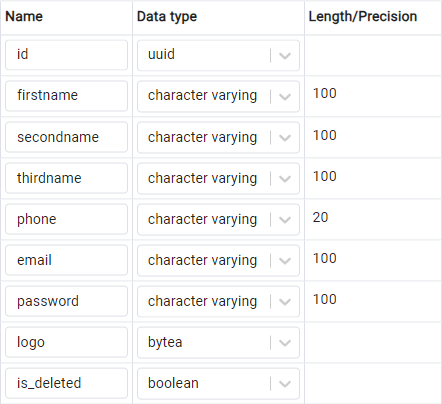 Name Data type Length/Precision
id uuid
firstname character varying 100
secondname character varying 100
thirdname character varying 100
phone character varying 20
email character varying 100
password character varying 100
logo bytea
is_deleted boolean